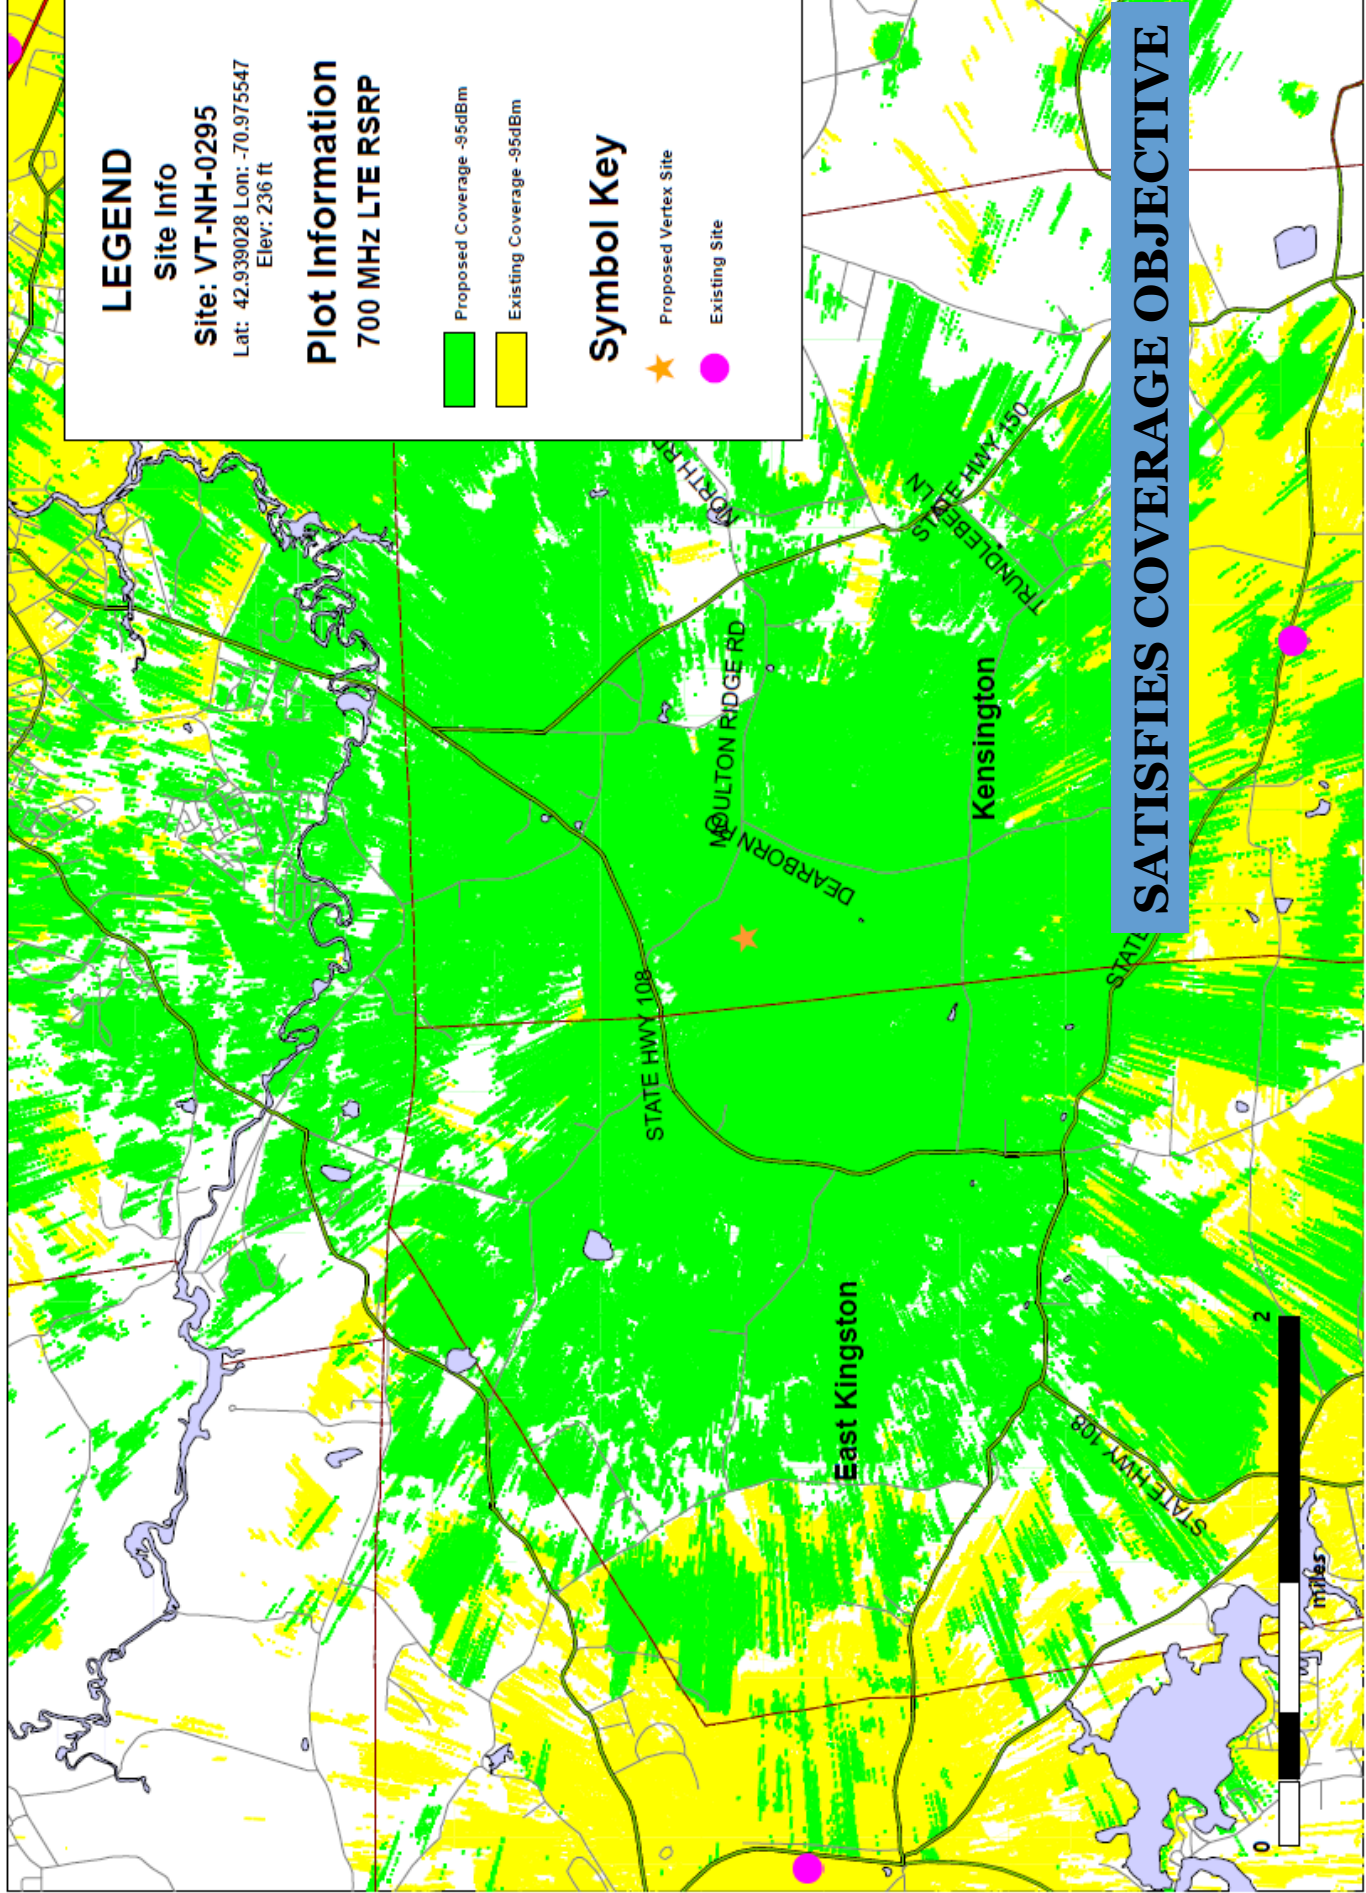 LEGEND
Site Info
Site: VT-NH-0295
Lat: 42.939028 Lon: -70.975547
Elev: 236 ft
Plot Information
700 MHz LTE RSRP
Proposed Coverage -95dBm
Existing Coverage -95dBm
Symbol Key
Proposed Vertex Site
Existing Site
NORTH RD
STATE HWY 150
TRUNDLEBED LN
MOULTON RIDGE RD
DEARBORN RD
Kensington
STATE HWY 108
STATE
East Kingston
STATE HWY 108
0
2
miles
SATISFIES COVERAGE OBJECTIVE